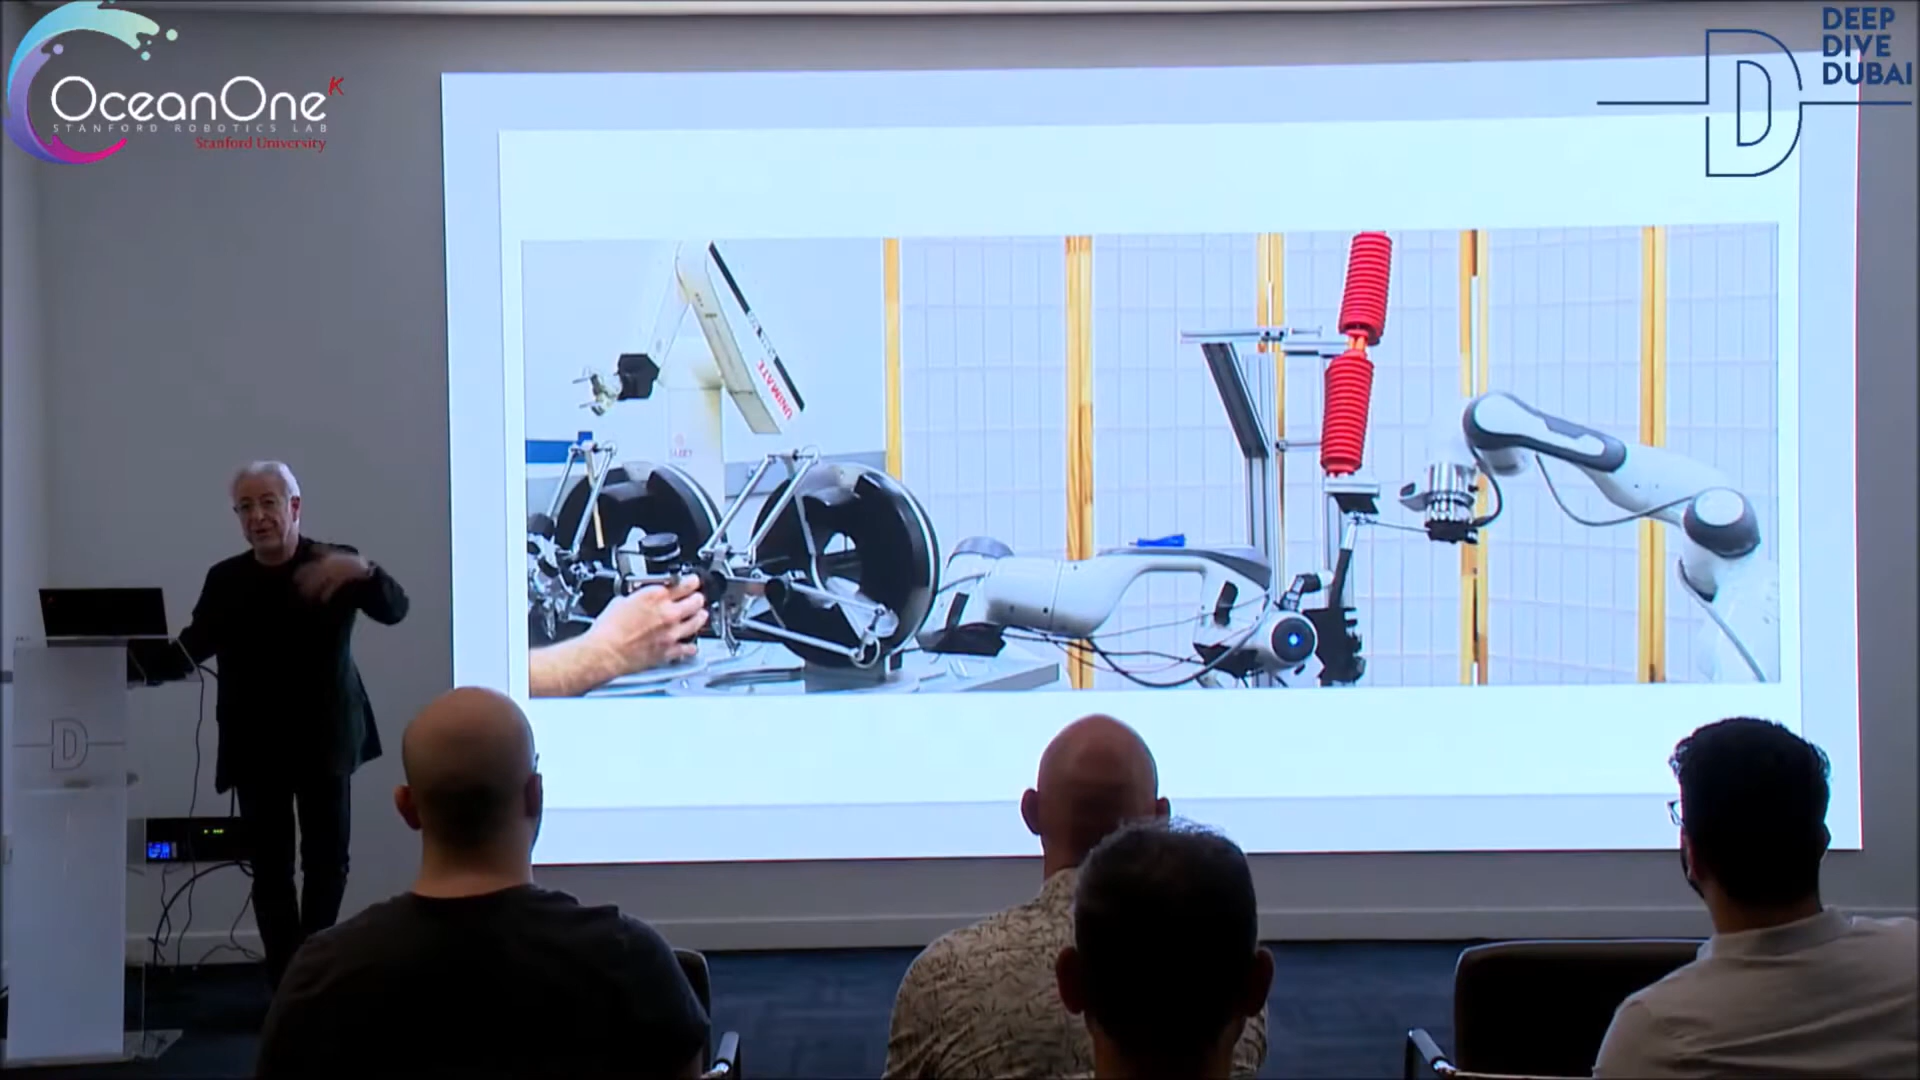 OceanOne K
STANFORD ROBOTICS LAB
Stanford University
DEEP
DIVE
DUBAI
D
UNIMATE
D